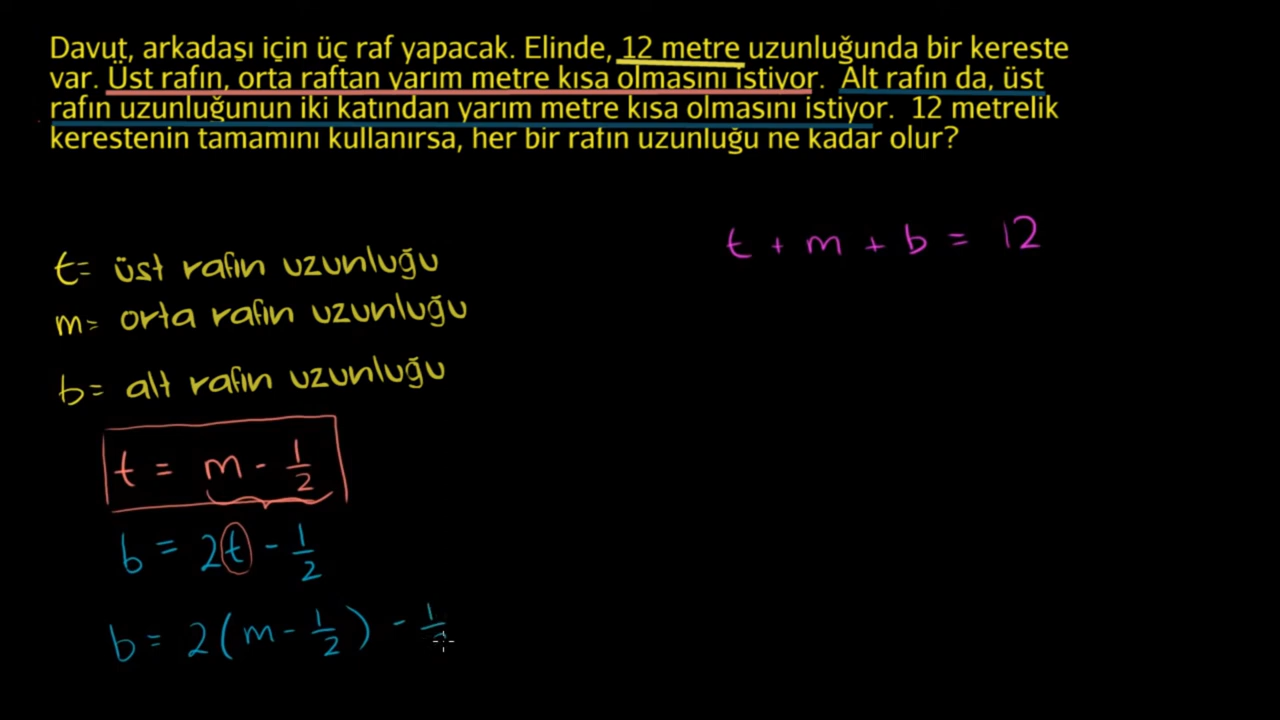 Davut, arkadaşı için üç raf yapacak. Elinde, 12 metre uzunluğunda bir kereste
var. Üst rafın, orta raftan yarım metre kısa olmasını istiyor. Alt rafın da, üst
rafın uzunluğunun iki katından yarım metre kısa olmasını istiyor. 12 metrelik
kerestenin tamamını kullanırsa, her bir rafın uzunluğu ne kadar olur?
t + m + b = 12
t= üst rafın uzunluğu
m= orta rafın uzunluğu
b= alt rafın uzunluğu
t = m - 1/2
b = 2t - 1/2
b = 2(m - 1/2) - 1/2